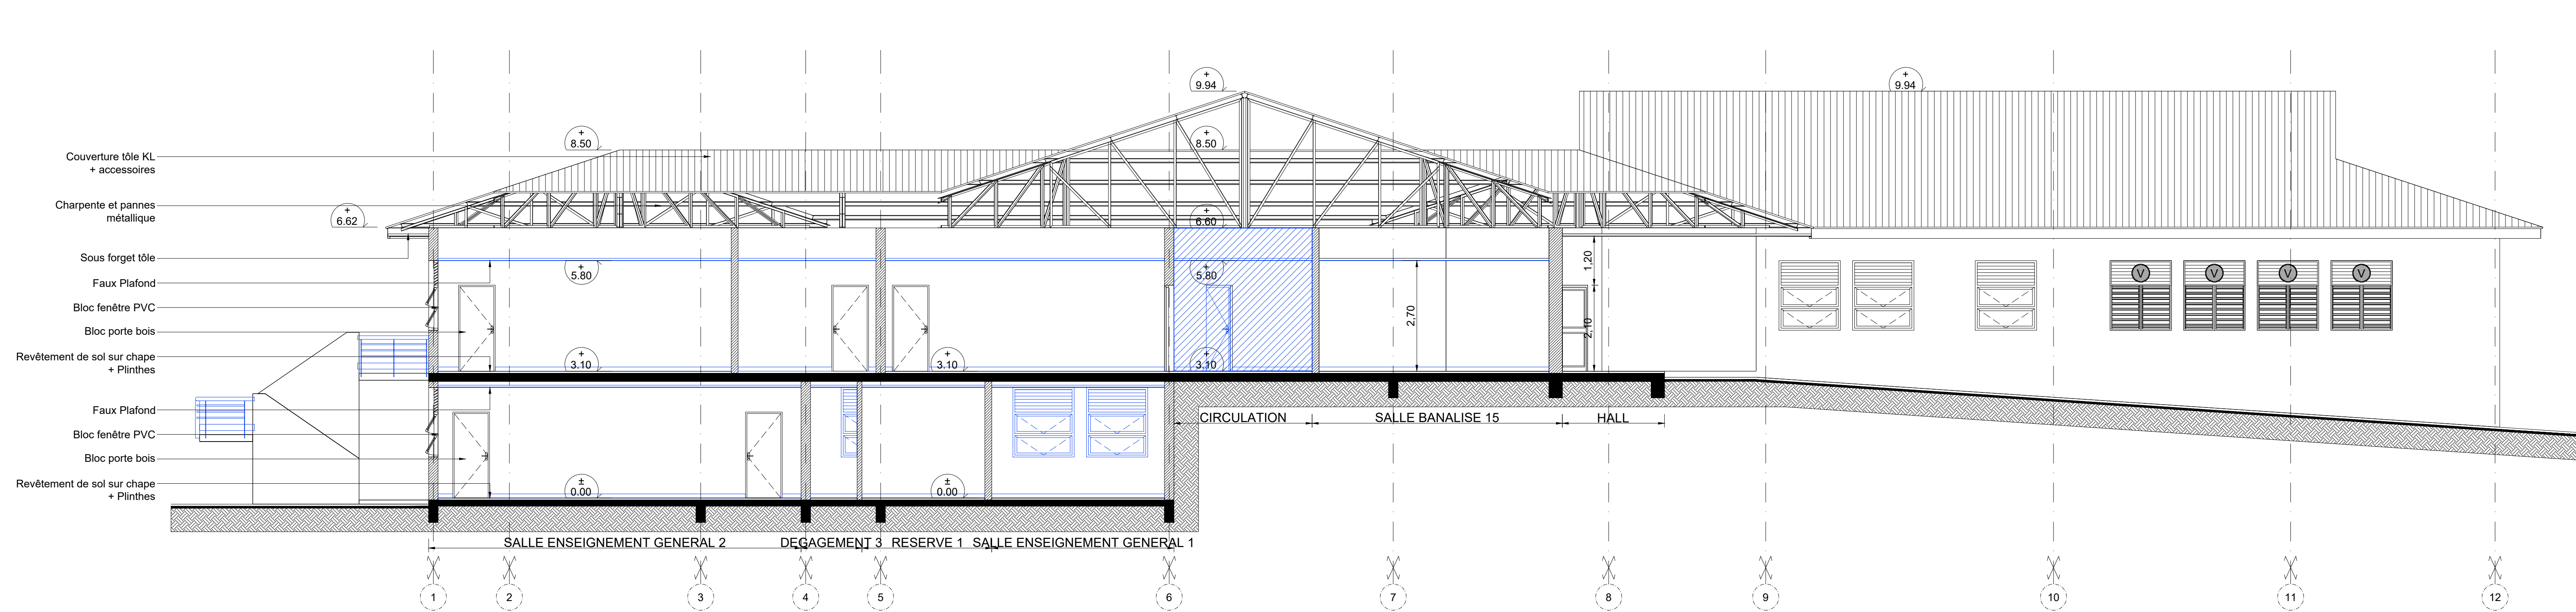 +
9.94
+
9.94
+
8.50
+
8.50
Couverture tôle KL
+ accessoires
Charpente et pannes
métallique
+
6.62
+
6.60
Sous forget tôle
Faux Plafond
+
5.80
+
5.80
1,20
V
V
V
V
Bloc fenêtre PVC
2,70
2,10
Bloc porte bois
Revêtement de sol sur chape
+ Plinthes
+
3.10
+
3.10
+
3.10
Faux Plafond
CIRCULATION
SALLE BANALISE 15
HALL
Bloc fenêtre PVC
Bloc porte bois
Revêtement de sol sur chape
+ Plinthes
±
0.00
±
0.00
SALLE ENSEIGNEMENT GENERAL 2
DEGAGEMENT 3
RESERVE 1
SALLE ENSEIGNEMENT GENERAL 1
1
2
3
4
5
6
7
8
9
10
11
12